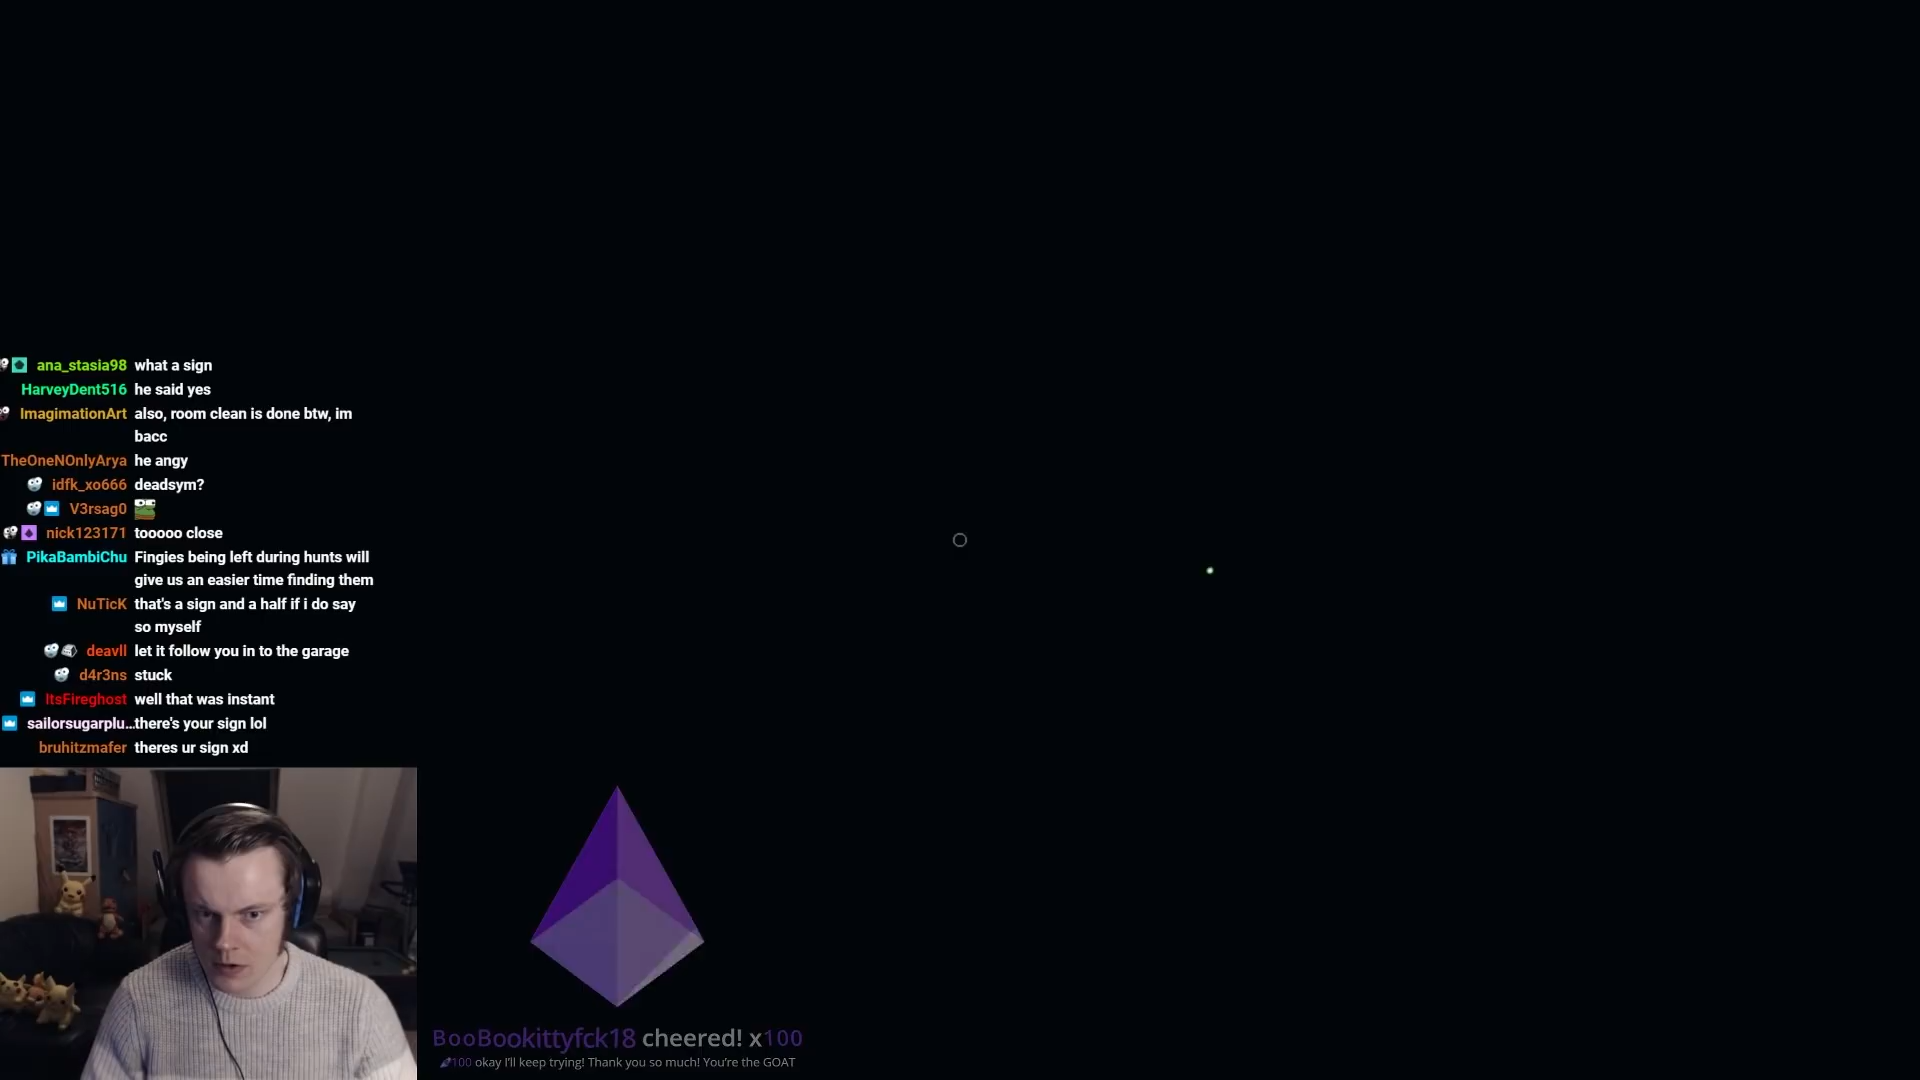 ana_stasia98 what a sign
HarveyDent516 he said yes
ImagimationArt also, room clean is done btw, im
bacc
TheOneNOnlyArya he angy
idfk_xo666 deadsym?
V3rsag0
nick123171 tooooo close
PikaBambiChu Fingies being left during hunts will
give us an easier time finding them
NuTicK that's a sign and a half if i do say
so myself
deavll let it follow you in to the garage
d4r3ns stuck
ItsFireghost well that was instant
sailorsugarplu... there's your sign lol
bruhitzmafer theres ur sign xd
BooBookittyfck18 cheered! x100
100 okay I'll keep trying! Thank you so much! You're the GOAT